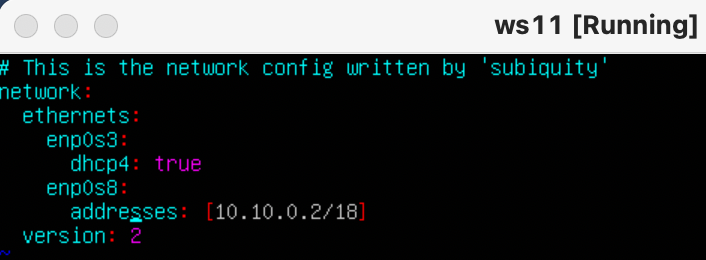 ws11 [Running]
# This is the network config written by 'subiquity'
network:
  ethernets:
    enp0s3:
      dhcp4: true
    enp0s8:
      addresses: [10.10.0.2/18]
  version: 2
~